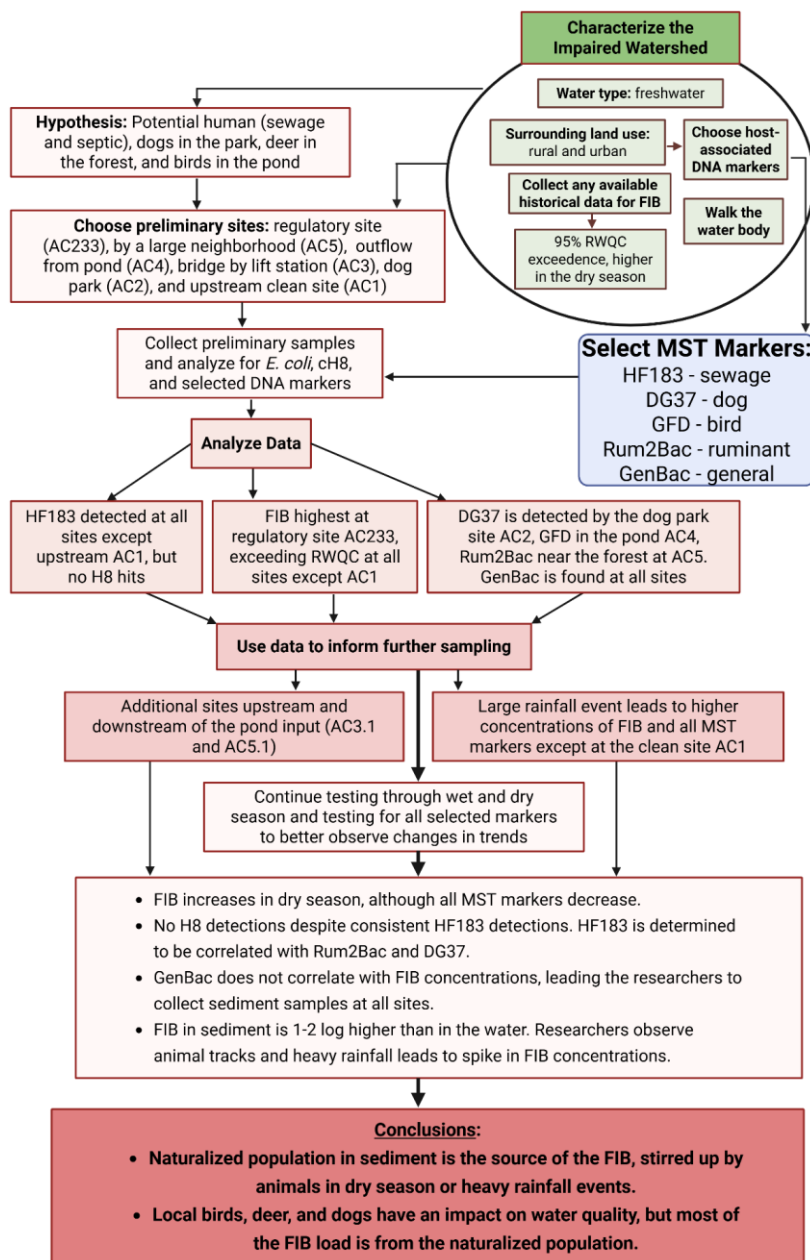 Characterize the
Impaired Watershed
Water type: freshwater
Surrounding land use:
rural and urban
Choose host-
associated
DNA markers
Collect any available
historical data for FIB
Walk the
water body
95% RWQC
exceedence, higher
in the dry season
Hypothesis: Potential human (sewage
and septic), dogs in the park, deer in
the forest, and birds in the pond
Choose preliminary sites: regulatory site
(AC233), by a large neighborhood (AC5), outflow
from pond (AC4), bridge by lift station (AC3), dog
park (AC2), and upstream clean site (AC1)
Select MST Markers:
HF183 - sewage
DG37 - dog
GFD - bird
Rum2Bac - ruminant
GenBac - general
Collect preliminary samples
and analyze for E. coli, cH8,
and selected DNA markers
Analyze Data
HF183 detected at all
sites except
upstream AC1, but
no H8 hits
FIB highest at
regulatory site AC233,
exceeding RWQC at all
sites except AC1
DG37 is detected by the dog park
site AC2, GFD in the pond AC4,
Rum2Bac near the forest at AC5.
GenBac is found at all sites
Use data to inform further sampling
Additional sites upstream and
downstream of the pond input (AC3.1
and AC5.1)
Large rainfall event leads to higher
concentrations of FIB and all MST
markers except at the clean site AC1
Continue testing through wet and dry
season and testing for all selected markers
to better observe changes in trends
• FIB increases in dry season, although all MST markers decrease.
• No H8 detections despite consistent HF183 detections. HF183 is determined
to be correlated with Rum2Bac and DG37.
• GenBac does not correlate with FIB concentrations, leading the researchers to
collect sediment samples at all sites.
• FIB in sediment is 1-2 log higher than in the water. Researchers observe
animal tracks and heavy rainfall leads to spike in FIB concentrations.
Conclusions:
• Naturalized population in sediment is the source of the FIB, stirred up by
animals in dry season or heavy rainfall events.
• Local birds, deer, and dogs have an impact on water quality, but most of
the FIB load is from the naturalized population.